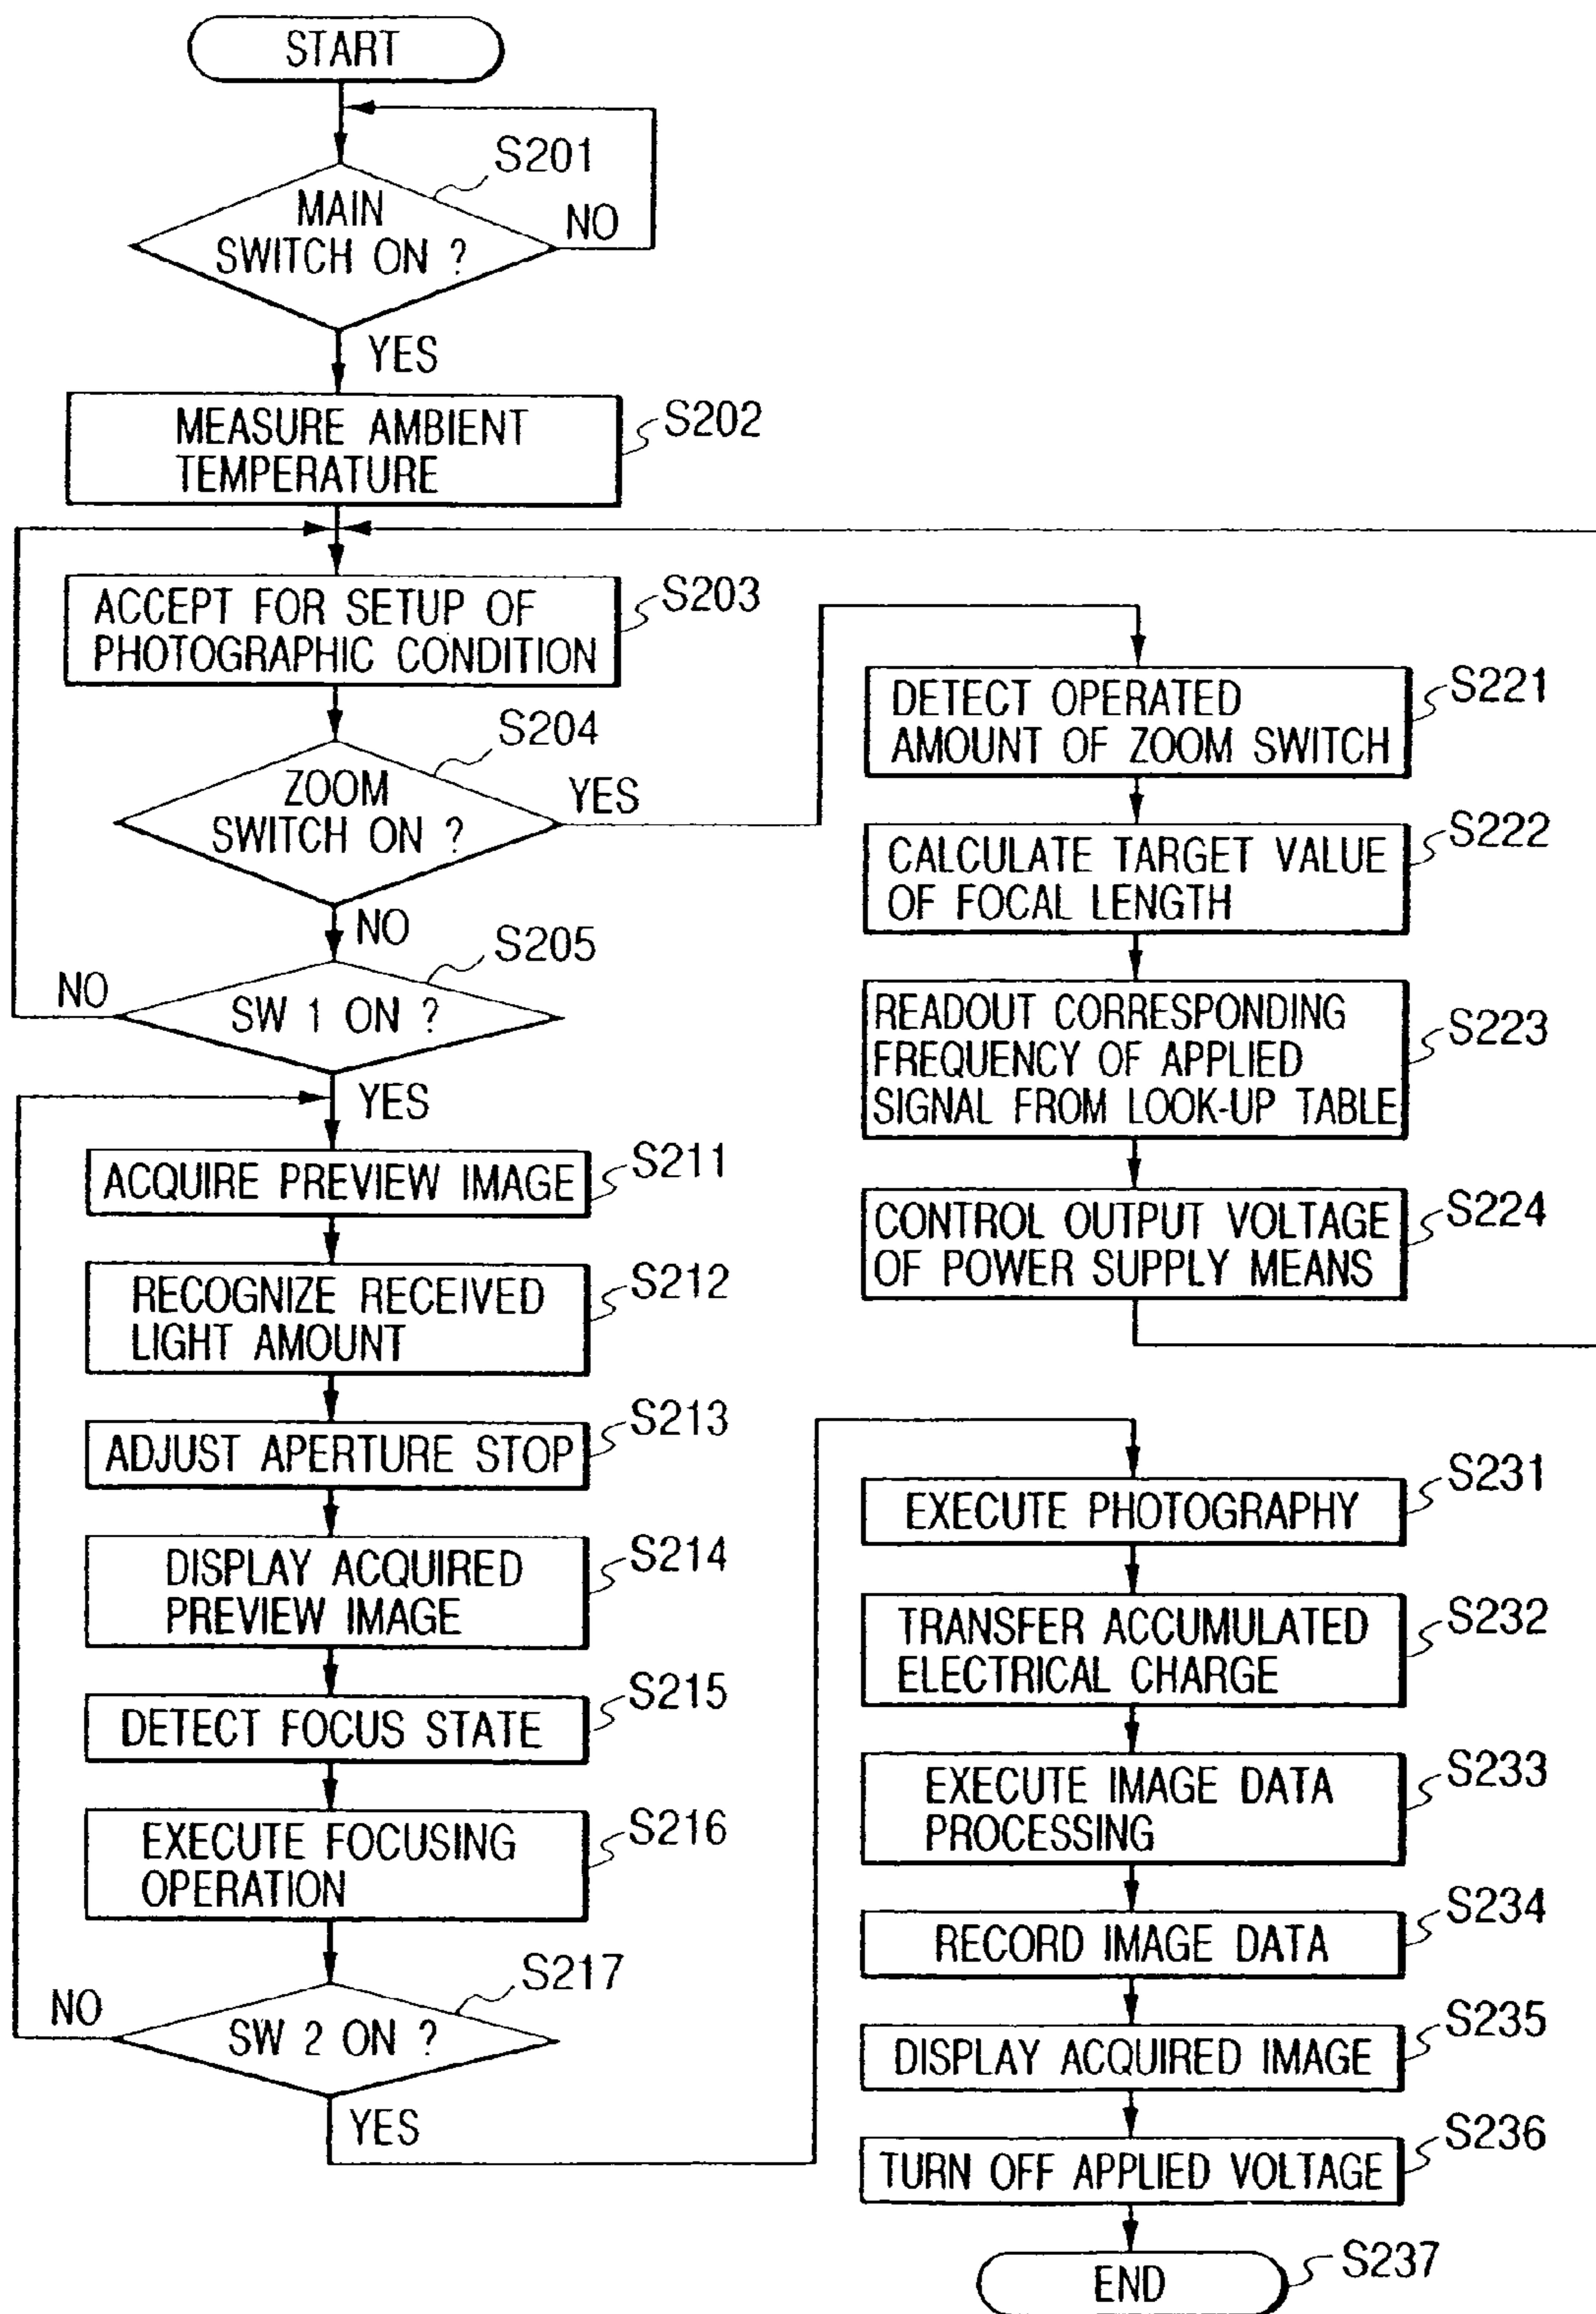 START
S201
MAIN
SWITCH ON ?
NO
YES
MEASURE AMBIENT
TEMPERATURE
S202
ACCEPT FOR SETUP OF
PHOTOGRAPHIC CONDITION
S203
S204
ZOOM
SWITCH ON ?
YES
NO
S205
SW 1 ON ?
NO
YES
ACQUIRE PREVIEW IMAGE
S211
RECOGNIZE RECEIVED
LIGHT AMOUNT
S212
ADJUST APERTURE STOP
S213
DISPLAY ACQUIRED
PREVIEW IMAGE
S214
DETECT FOCUS STATE
S215
EXECUTE FOCUSING
OPERATION
S216
S217
SW 2 ON ?
NO
YES
DETECT OPERATED
AMOUNT OF ZOOM SWITCH
S221
CALCULATE TARGET VALUE
OF FOCAL LENGTH
S222
READOUT CORRESPONDING
FREQUENCY OF APPLIED
SIGNAL FROM LOOK-UP TABLE
S223
CONTROL OUTPUT VOLTAGE
OF POWER SUPPLY MEANS
S224
EXECUTE PHOTOGRAPHY
S231
TRANSFER ACCUMULATED
ELECTRICAL CHARGE
S232
EXECUTE IMAGE DATA
PROCESSING
S233
RECORD IMAGE DATA
S234
DISPLAY ACQUIRED IMAGE
S235
TURN OFF APPLIED VOLTAGE
S236
END
S237